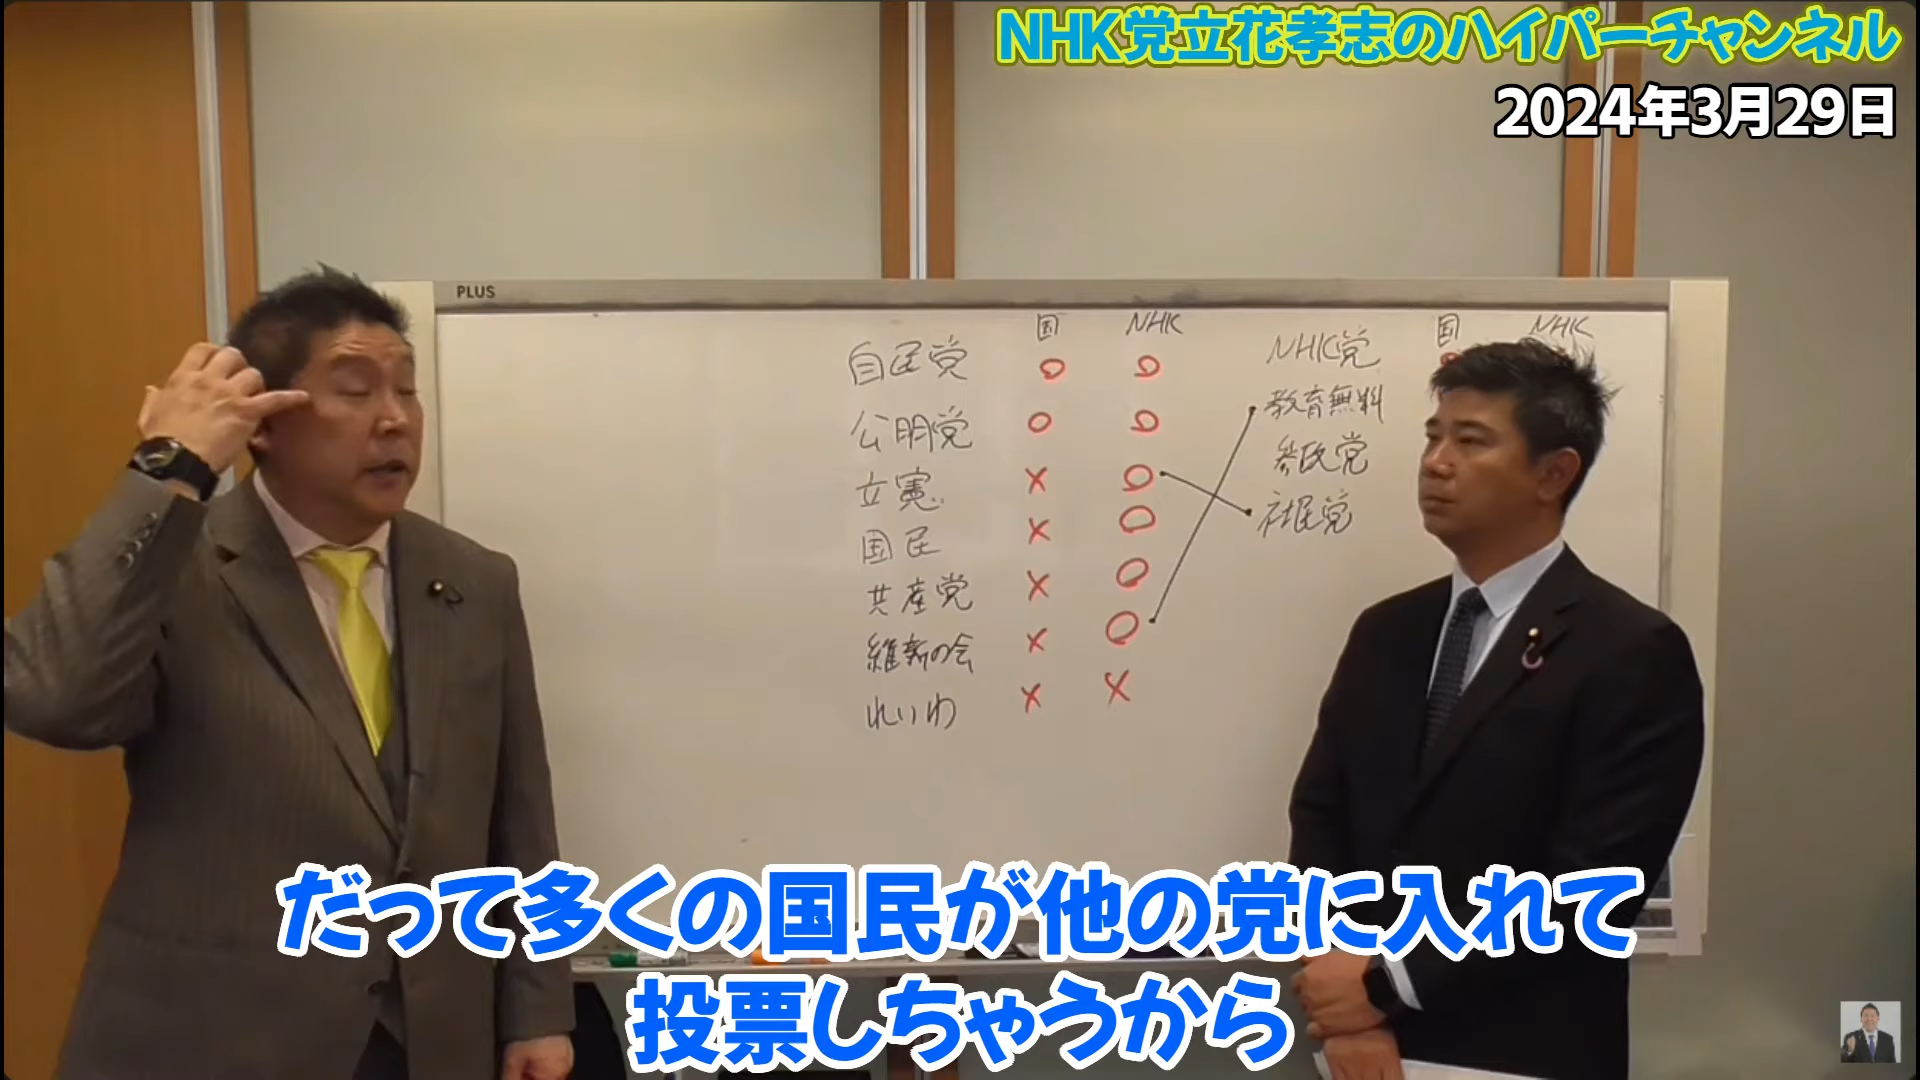 NHK党立花孝志のハイパーチャンネル
2024年3月29日
PLUS
国 NHK
自民党 ○ ○
公明党 ○ ○
立憲 × ○
国民 × ○
共産党 × ○
維新の会 × ○
れいわ × ×
国 NHK
NHK党
教育無料
参政党
社民党
だって多くの国民が他の党に入れて
投票しちゃうから